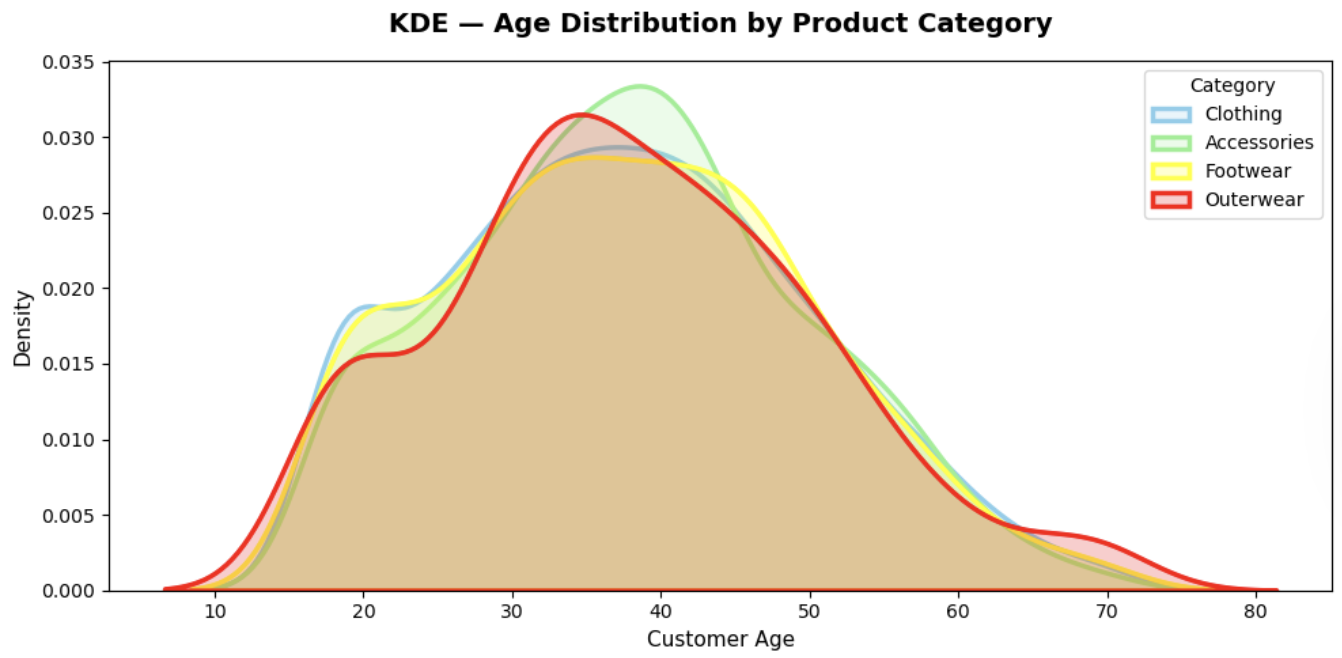 KDE — Age Distribution by Product Category
0.035
0.030
0.025
0.020
0.015
0.010
0.005
0.000
Density
Category
Clothing
Accessories
Footwear
Outerwear
10 20 30 40 50 60 70 80
Customer Age